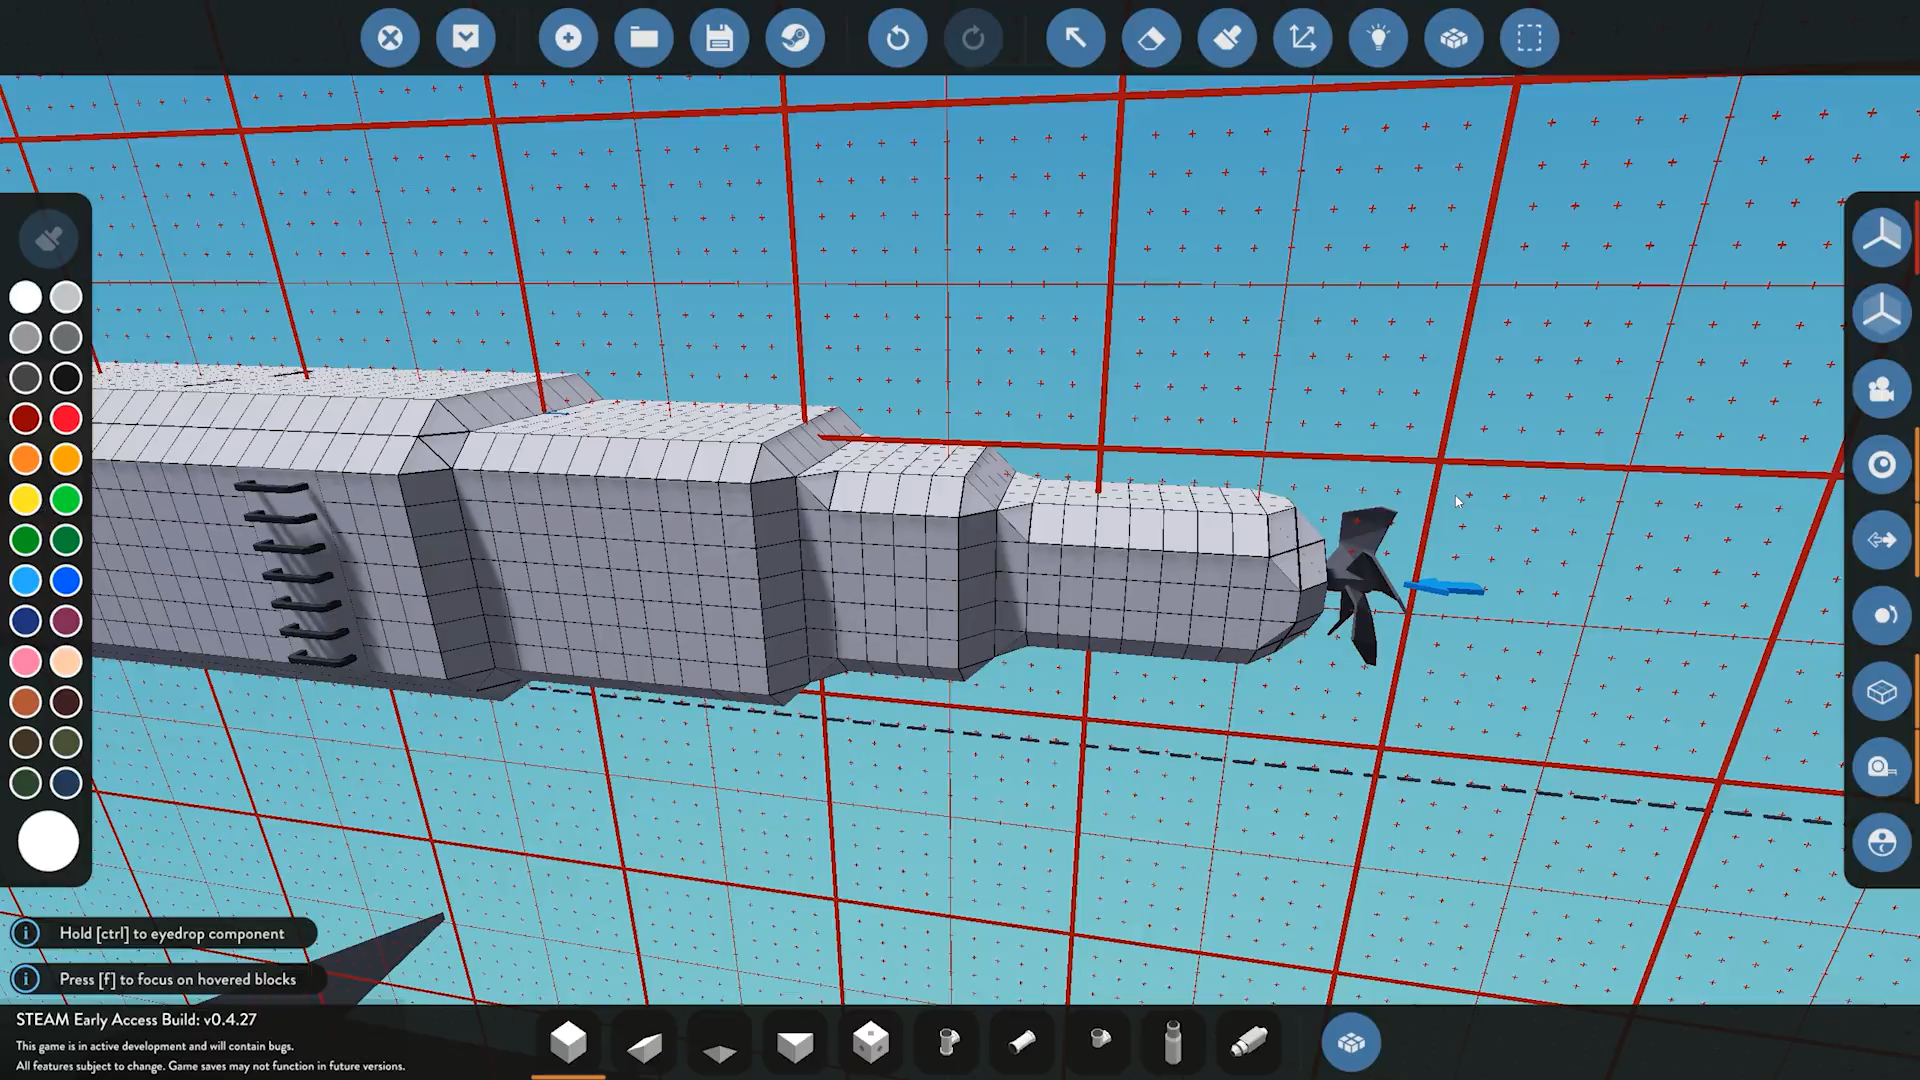 Hold [ctrl] to eyedrop component
Press [f] to focus on hovered blocks
STEAM Early Access Build: v0.4.27
This game is in active development and will contain bugs.
All features subject to change. Game saves may not function in future versions.